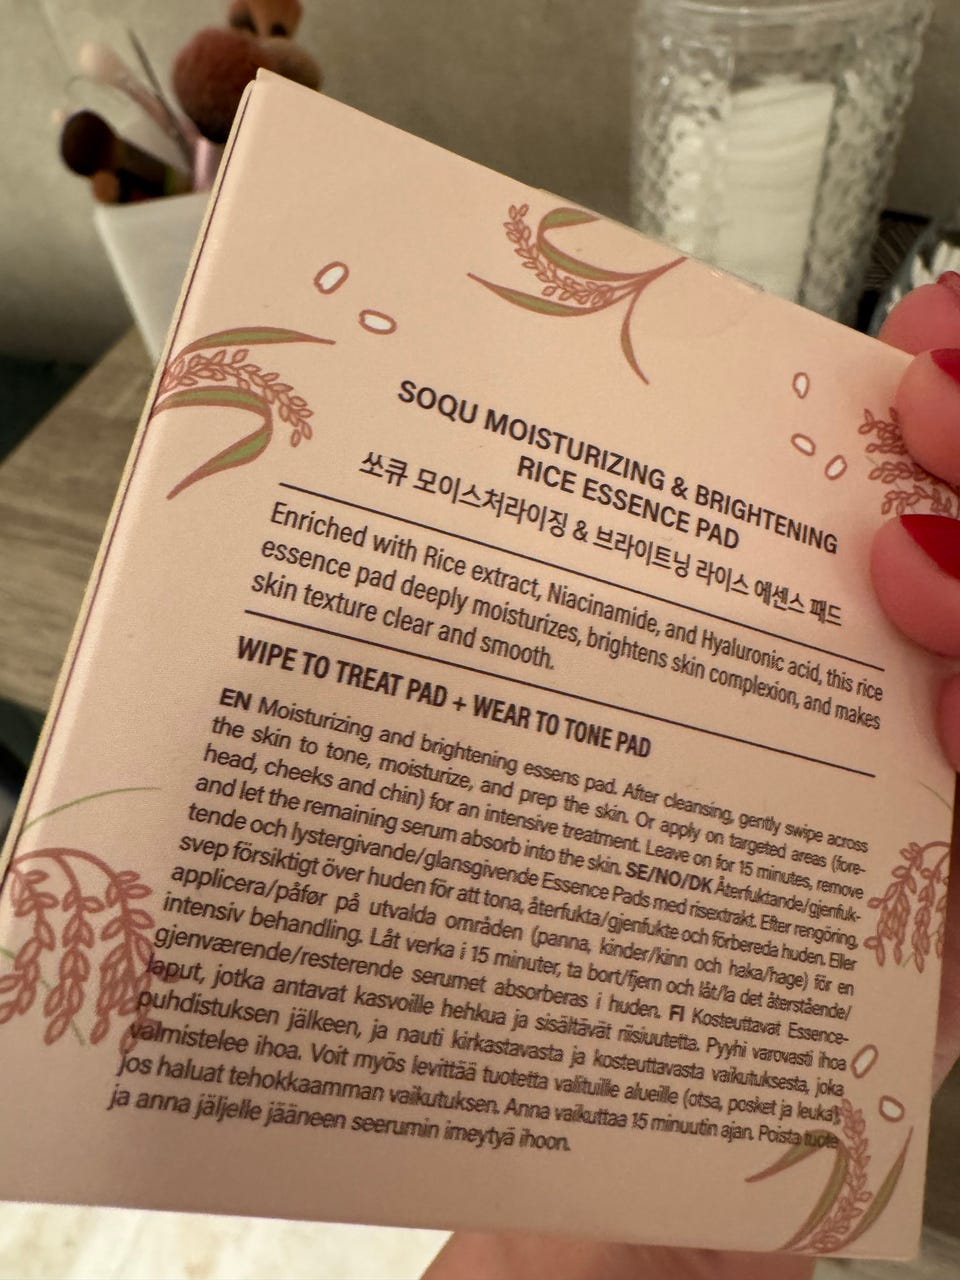 SOQU MOISTURIZING & BRIGHTENING
RICE ESSENCE PAD
쏘큐 모이스처라이징 & 브라이트닝 라이스 에센스 패드
Enriched with Rice extract, Niacinamide, and Hyaluronic acid, this rice
essence pad deeply moisturizes, brightens skin complexion, and makes
skin texture clear and smooth.
WIPE TO TREAT PAD + WEAR TO TONE PAD
EN Moisturizing and brightening essens pad. After cleansing, gently swipe across
the skin to tone, moisturize, and prep the skin. Or apply on targeted areas (fore-
head, cheeks and chin) for an intensive treatment. Leave on for 15 minutes, remove
and let the remaining serum absorb into the skin. SE/NO/DK Återfuktande/gjenfuk-
tende och lystergivande/glansgivende Essence Pads med risextrakt. Efter rengöring,
svep försiktigt över huden för att tona, återfukta/gjenfukte och förbereda huden. Eller
applicera/påfør på utvalda områden (panna, kinder/kinn och haka/hage) för en
intensiv behandling. Låt verka i 15 minuter, ta bort/fjern och låt/la det återstående/
gjenværende/resterende serumet absorberas i huden. FI Kosteuttavat Essence-
laput, jotka antavat kasvoille hehkua ja sisältävät riisiuutetta. Pyyhi varovasti ihoa
puhdistuksen jälkeen, ja nauti kirkastavasta ja kosteuttavasta vaikutuksesta, joka
valmistelee ihoa. Voit myös levittää tuotetta valituille alueille (otsa, posket ja leuka),
jos haluat tehokkaamman vaikutuksen. Anna vaikuttaa 15 minuutin ajan. Poista tuote
ja anna jäljelle jääneen seerumin imeytyä ihoon.